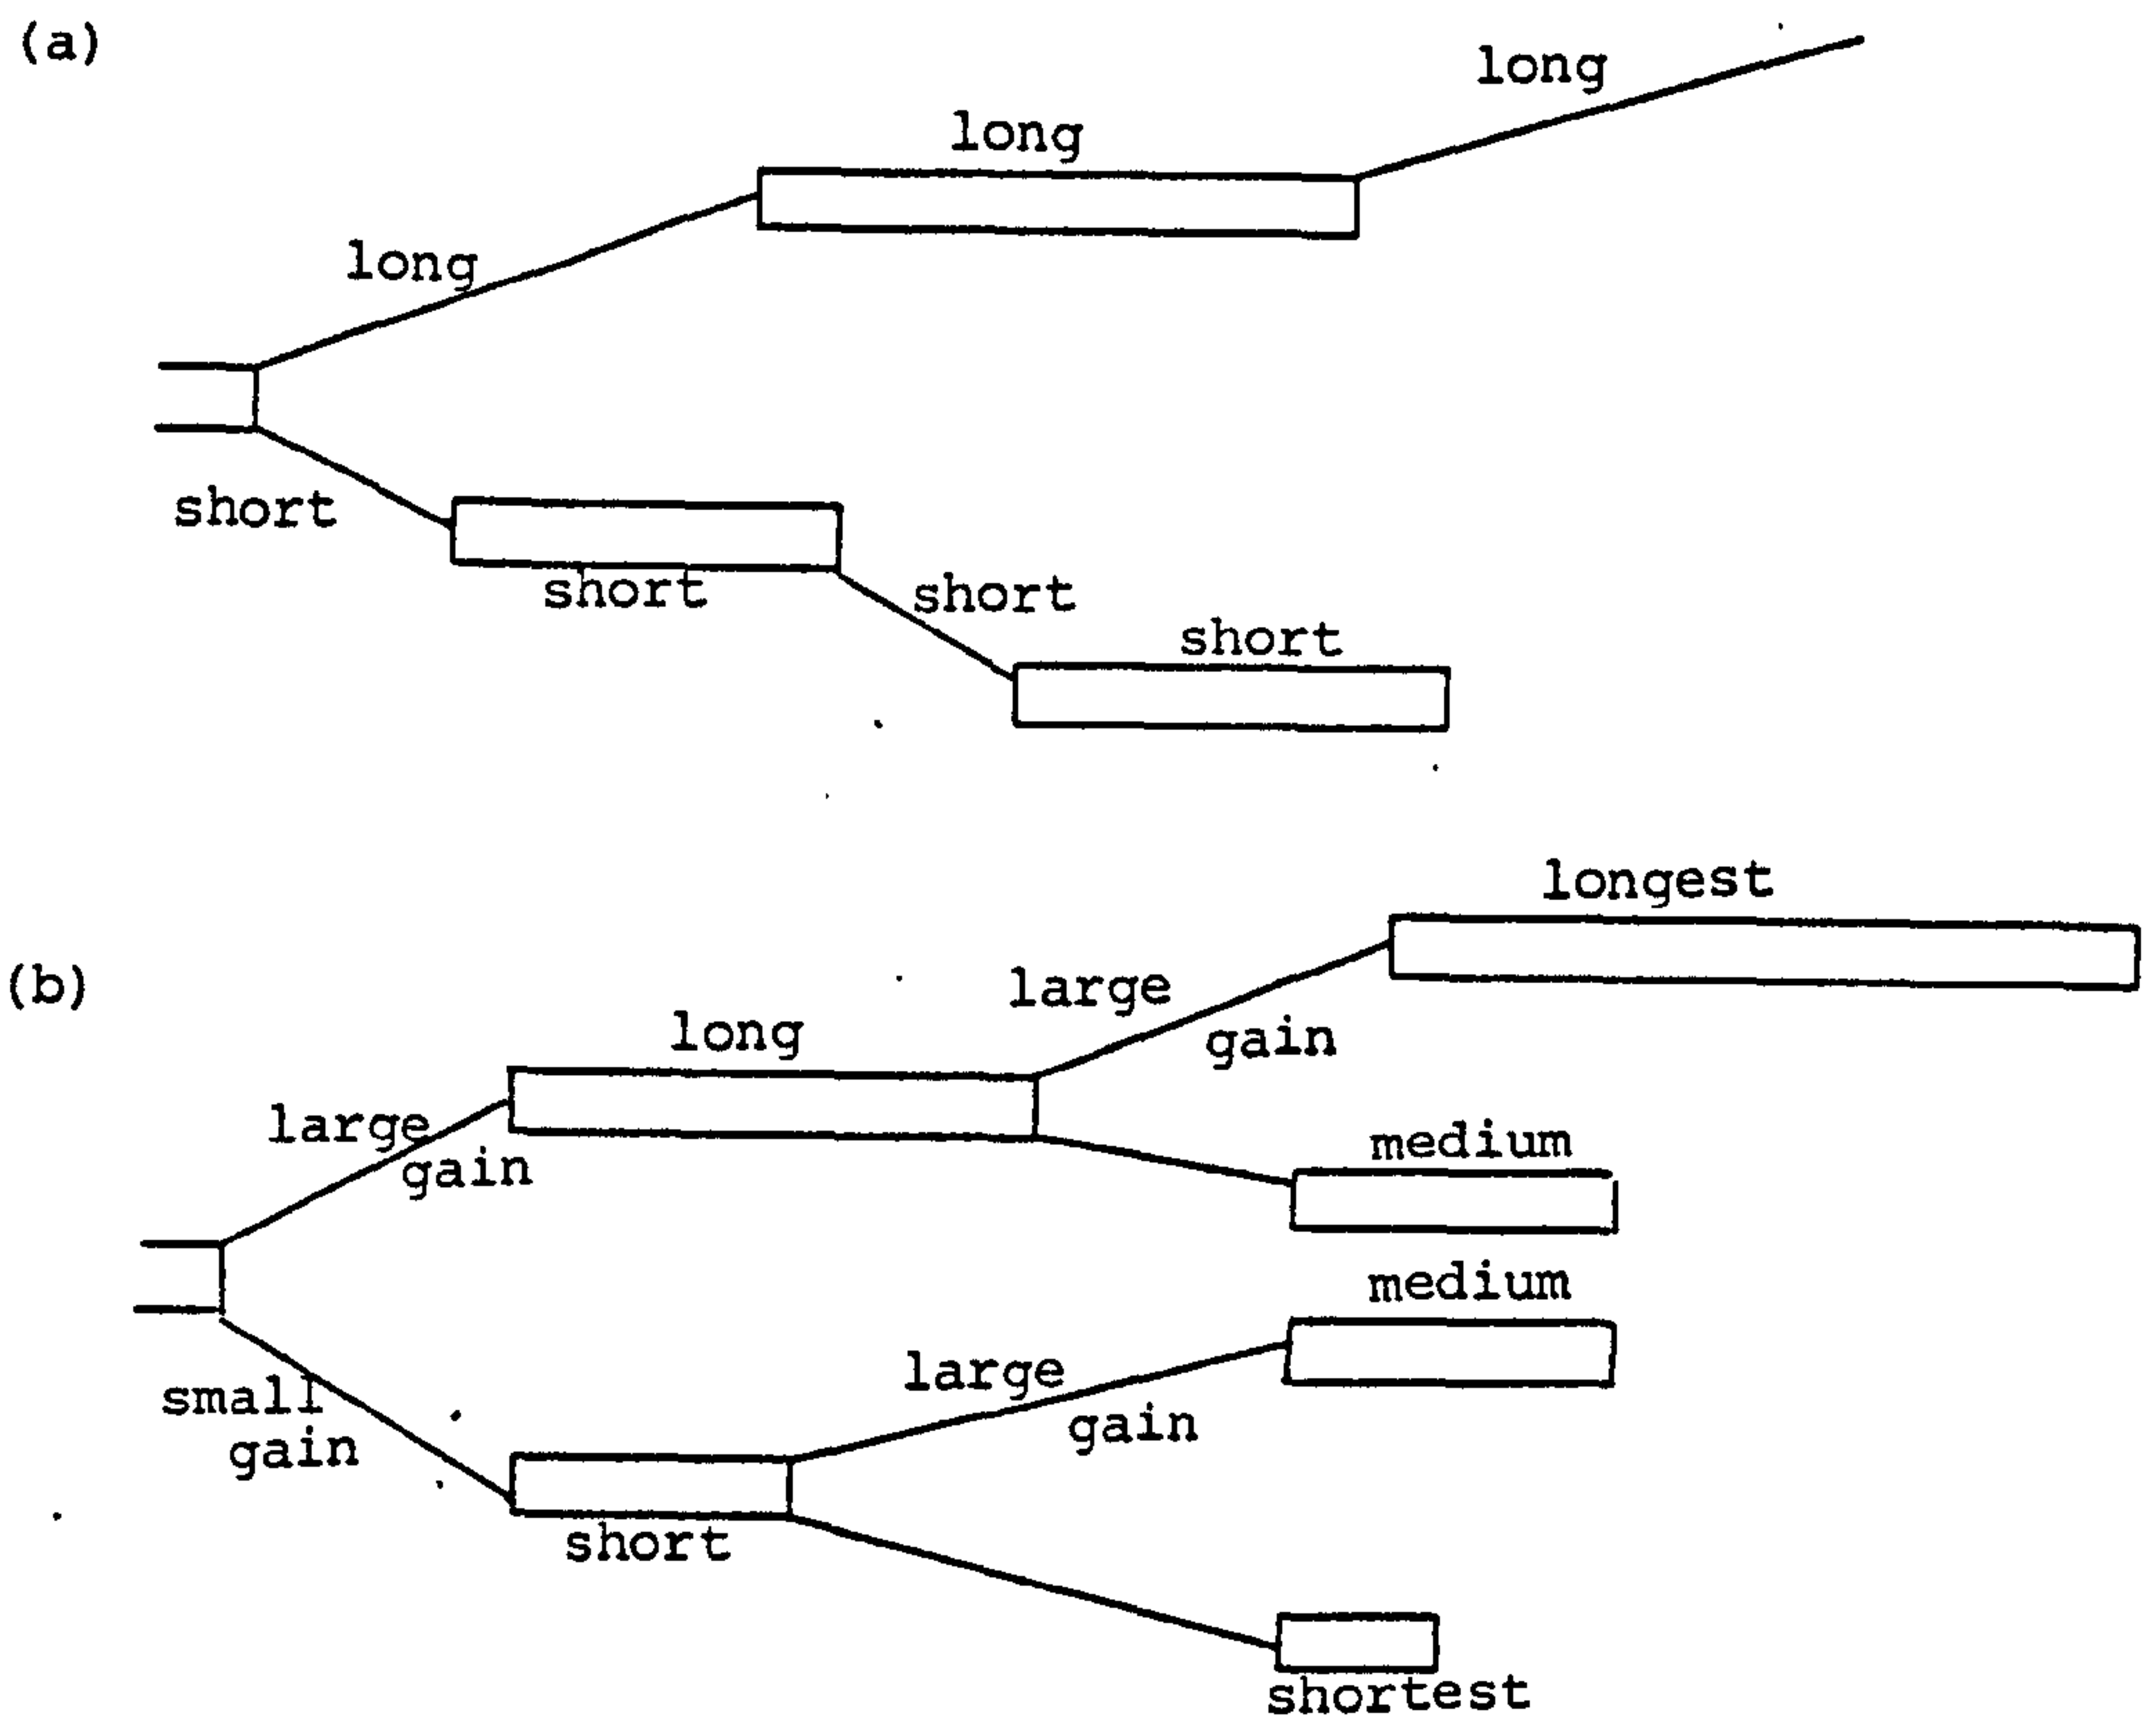 (a)
long
long
long
short
short
short
short
(b)
longest
large
gain
long
large
gain
medium
medium
large
gain
small
gain
short
shortest